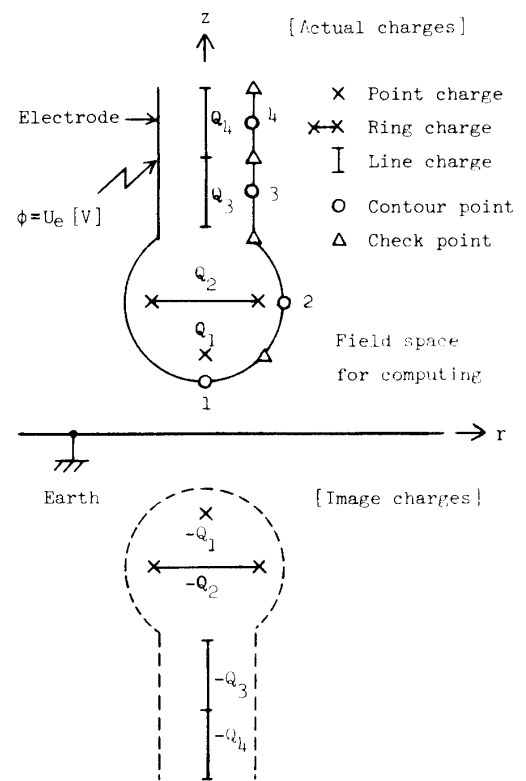 z
[Actual charges]
× Point charge
×—× Ring charge
Line charge
○ Contour point
△ Check point
Electrode
ϕ=Uₑ [V]
Q₄
4
Q₃
3
Q₂
2
Q₁
1
Field space
for computing
r
Earth
[Image charges]
-Q₁
-Q₂
-Q₃
-Q₄